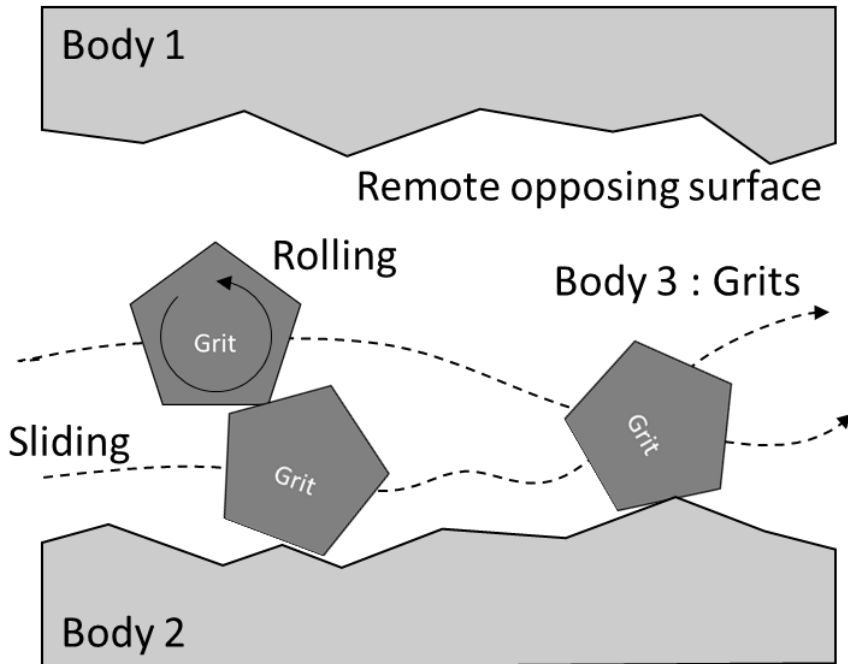 Body 1
Remote opposing surface
Rolling
Body 3 : Grits
Grit
Sliding
Grit
Grit
Body 2